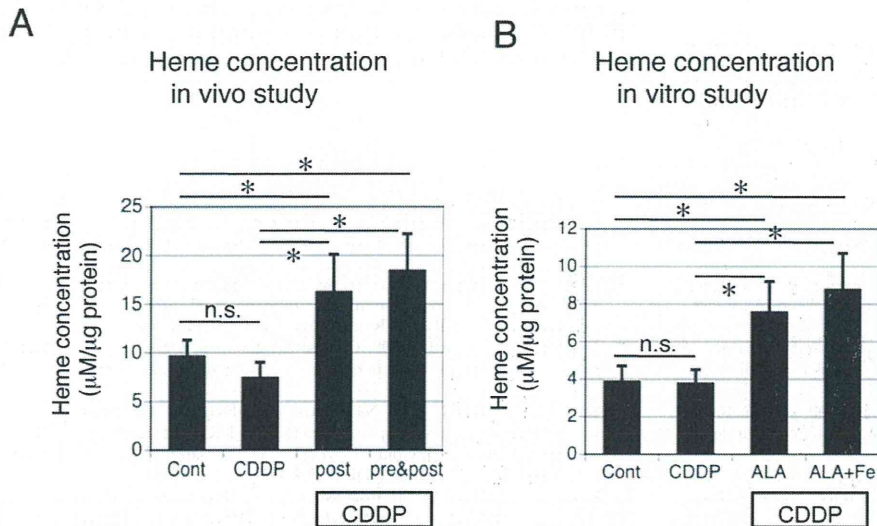 A
Heme concentration
in vivo study
*
*
*
*
n.s.
Heme concentration
(µM/µg protein)
25
20
15
10
5
0
Cont CDDP post pre&post
CDDP
B
Heme concentration
in vitro study
*
*
*
*
n.s.
Heme concentration
(µM/µg protein)
12
10
8
6
4
2
0
Cont CDDP ALA ALA+Fe
CDDP